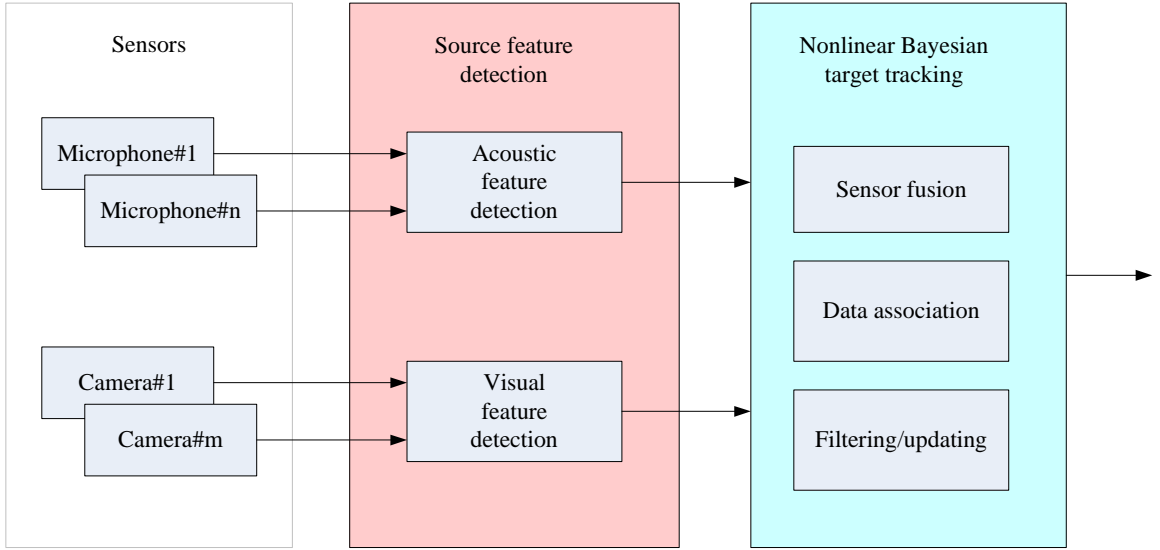 Sensors
Microphone#1
Microphone#n
Camera#1
Camera#m
Source feature
detection
Acoustic
feature
detection
Visual
feature
detection
Nonlinear Bayesian
target tracking
Sensor fusion
Data association
Filtering/updating